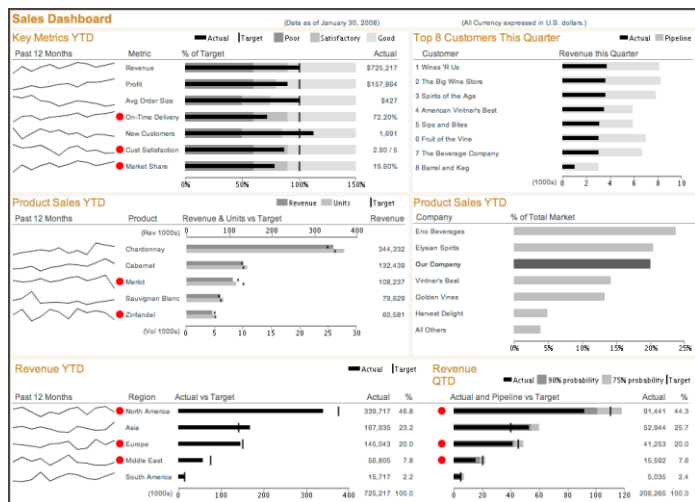 Sales Dashboard (Data as of January 30, 2008) (All Currency expressed in U.S. dollars.)
Key Metrics YTD Actual Target Poor Satisfactory Good
Past 12 Months Metric % of Target Actual
Revenue $725,217
Profit $157,864
Avg Order Size $427
On-Time Delivery 72.20%
New Customers 1,691
Cust Satisfaction 2.90 / 5
Market Share 19.60%
0% 50% 100% 150%
Top 8 Customers This Quarter
Actual Pipeline
Customer Revenue this Quarter
1 Wines 'R Us
2 The Big Wine Store
3 Spirits of the Age
4 American Vintner's Best
5 Sips and Bites
6 Fruit of the Vine
7 The Beverage Company
8 Barrel and Keg
(1000s) 0 2 4 6 8 10
Product Sales YTD Revenue Units Target
Past 12 Months Product Revenue & Units vs Target Revenue
(Rev 1000s) 0 100 200 300 400
Chardonnay 344,332
Cabernet 132,439
Merlot 108,237
Sauvignan Blanc 79,629
Zinfandel 60,581
(Vol 1000s) 0 5 10 15 20 25 30
Product Sales YTD
Company % of Total Market
Eno Beverages
Elysian Spirits
Our Company
Vintner's Best
Golden Vines
Harvest Delight
All Others
0% 5% 10% 15% 20% 25%
Revenue YTD Actual Target
Past 12 Months Region Actual vs Target Actual %
North America 339,717 46.8
Asia 167,935 23.2
Europe 145,043 20.0
Middle East 56,805 7.8
South America 15,717 2.2
(1000s) 0 100 200 300 400 725,217 100.0
Revenue QTD
Actual 90% probability 75% probability Target
Actual and Pipeline vs Target Actual %
91,441 44.3
52,944 25.7
41,253 20.0
15,592 7.6
5,035 2.4
0 20 40 60 80 100 120 206,265 100.0